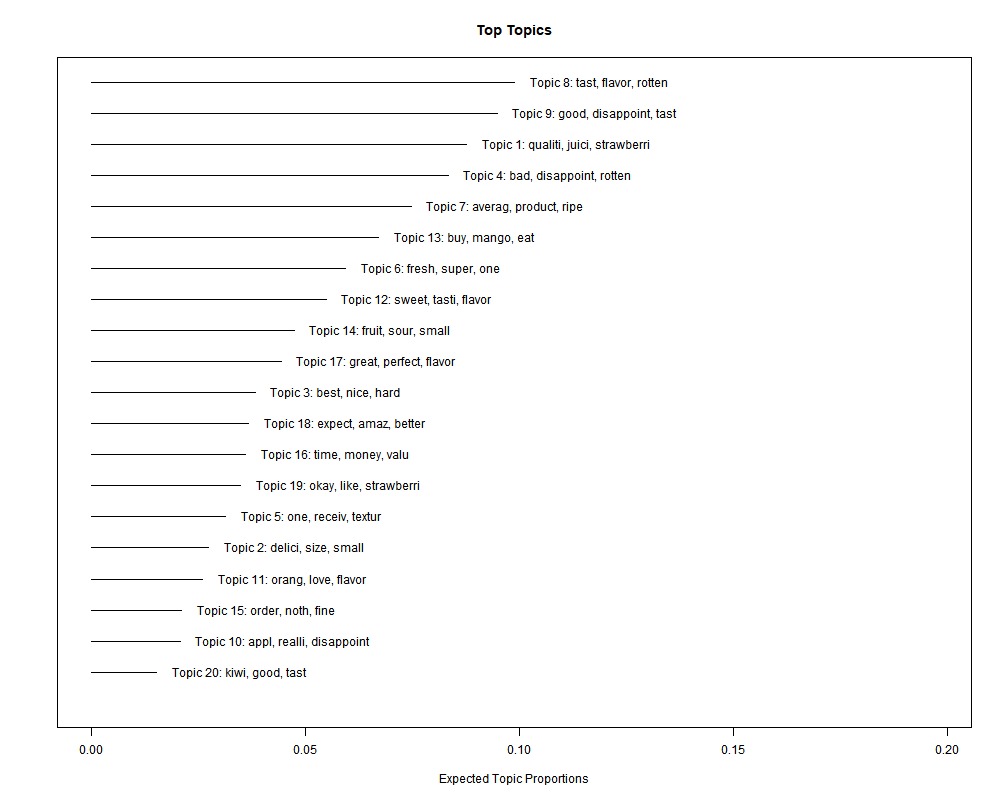 Top Topics
Topic 8: tast, flavor, rotten
Topic 9: good, disappoint, tast
Topic 1: qualiti, juici, strawberri
Topic 4: bad, disappoint, rotten
Topic 7: averag, product, ripe
Topic 13: buy, mango, eat
Topic 6: fresh, super, one
Topic 12: sweet, tasti, flavor
Topic 14: fruit, sour, small
Topic 17: great, perfect, flavor
Topic 3: best, nice, hard
Topic 18: expect, amaz, better
Topic 16: time, money, valu
Topic 19: okay, like, strawberri
Topic 5: one, receiv, textur
Topic 2: delici, size, small
Topic 11: orang, love, flavor
Topic 15: order, noth, fine
Topic 10: appl, realli, disappoint
Topic 20: kiwi, good, tast
0.00 0.05 0.10 0.15 0.20
Expected Topic Proportions